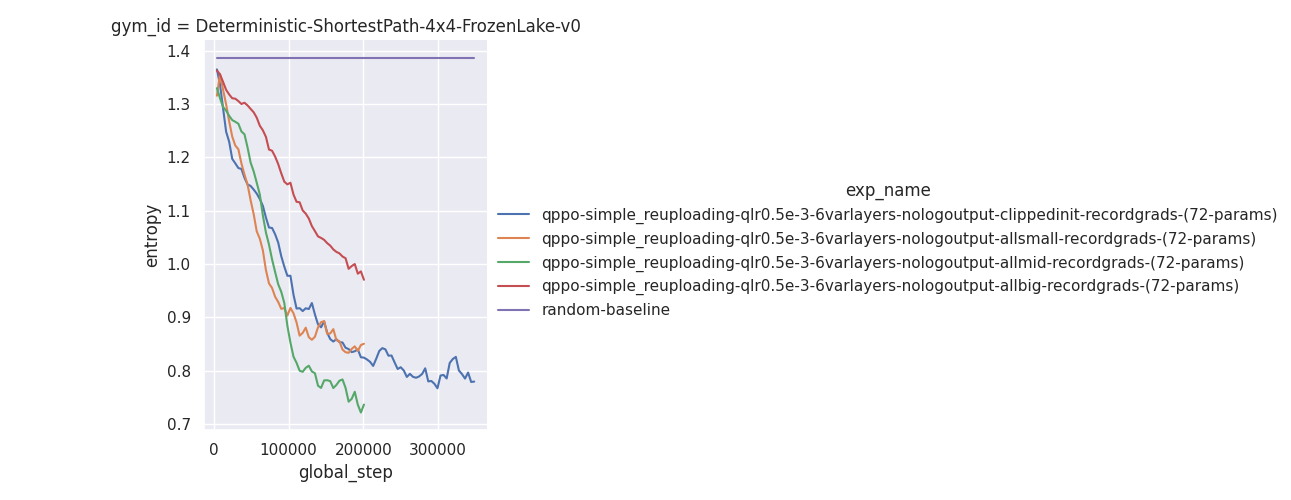 gym_id = Deterministic-ShortestPath-4x4-FrozenLake-v0
1.4
1.3
1.2
1.1
1.0
0.9
0.8
0.7
entropy
0
100000
200000
300000
global_step
exp_name
qppo-simple_reuploading-qlr0.5e-3-6varlayers-nologoutput-clippedinit-recordgrads-(72-params)
qppo-simple_reuploading-qlr0.5e-3-6varlayers-nologoutput-allsmall-recordgrads-(72-params)
qppo-simple_reuploading-qlr0.5e-3-6varlayers-nologoutput-allmid-recordgrads-(72-params)
qppo-simple_reuploading-qlr0.5e-3-6varlayers-nologoutput-allbig-recordgrads-(72-params)
random-baseline